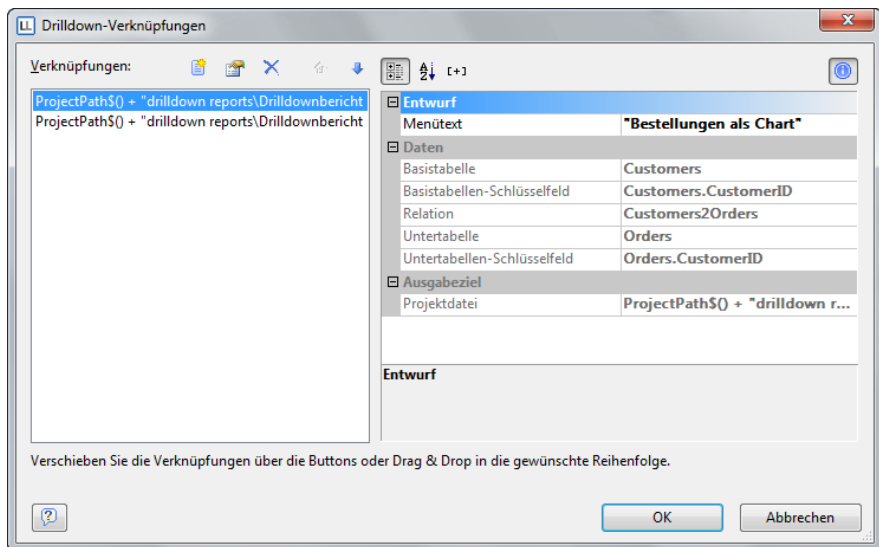 LL Drilldown-Verknüpfungen
Verknüpfungen:
ProjectPath$() + "drilldown reports\Drilldownbericht
ProjectPath$() + "drilldown reports\Drilldownbericht
Entwurf
Menütext "Bestellungen als Chart"
Daten
Basistabelle Customers
Basistabellen-Schlüsselfeld Customers.CustomerID
Relation Customers2Orders
Untertabelle Orders
Untertabellen-Schlüsselfeld Orders.CustomerID
Ausgabeziel
Projektdatei ProjectPath$() + "drilldown r...
Entwurf
Verschieben Sie die Verknüpfungen über die Buttons oder Drag & Drop in die gewünschte Reihenfolge.
OK Abbrechen